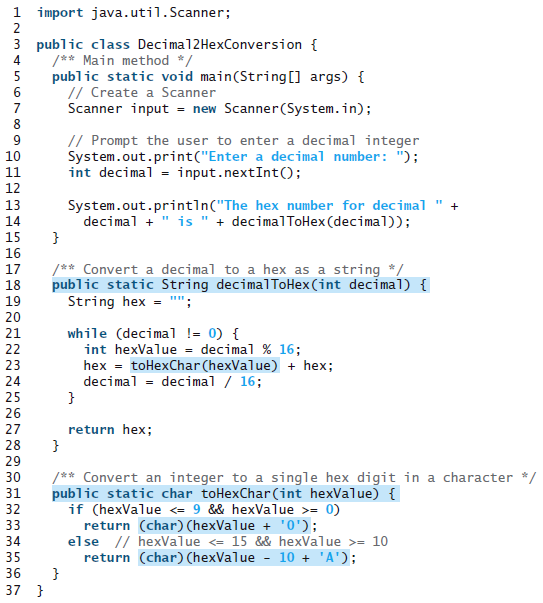 1 import java.util.Scanner;
2
3 public class Decimal2HexConversion {
4 /** Main method */
5 public static void main(String[] args) {
6 // Create a Scanner
7 Scanner input = new Scanner(System.in);
8
9 // Prompt the user to enter a decimal integer
10 System.out.print("Enter a decimal number: ");
11 int decimal = input.nextInt();
12
13 System.out.println("The hex number for decimal " +
14 decimal + " is " + decimalToHex(decimal));
15 }
16
17 /** Convert a decimal to a hex as a string */
18 public static String decimalToHex(int decimal) {
19 String hex = "";
20
21 while (decimal != 0) {
22 int hexValue = decimal % 16;
23 hex = toHexChar(hexValue) + hex;
24 decimal = decimal / 16;
25 }
26
27 return hex;
28 }
29
30 /** Convert an integer to a single hex digit in a character */
31 public static char toHexChar(int hexValue) {
32 if (hexValue <= 9 && hexValue >= 0)
33 return (char)(hexValue + '0');
34 else // hexValue <= 15 && hexValue >= 10
35 return (char)(hexValue - 10 + 'A');
36 }
37 }